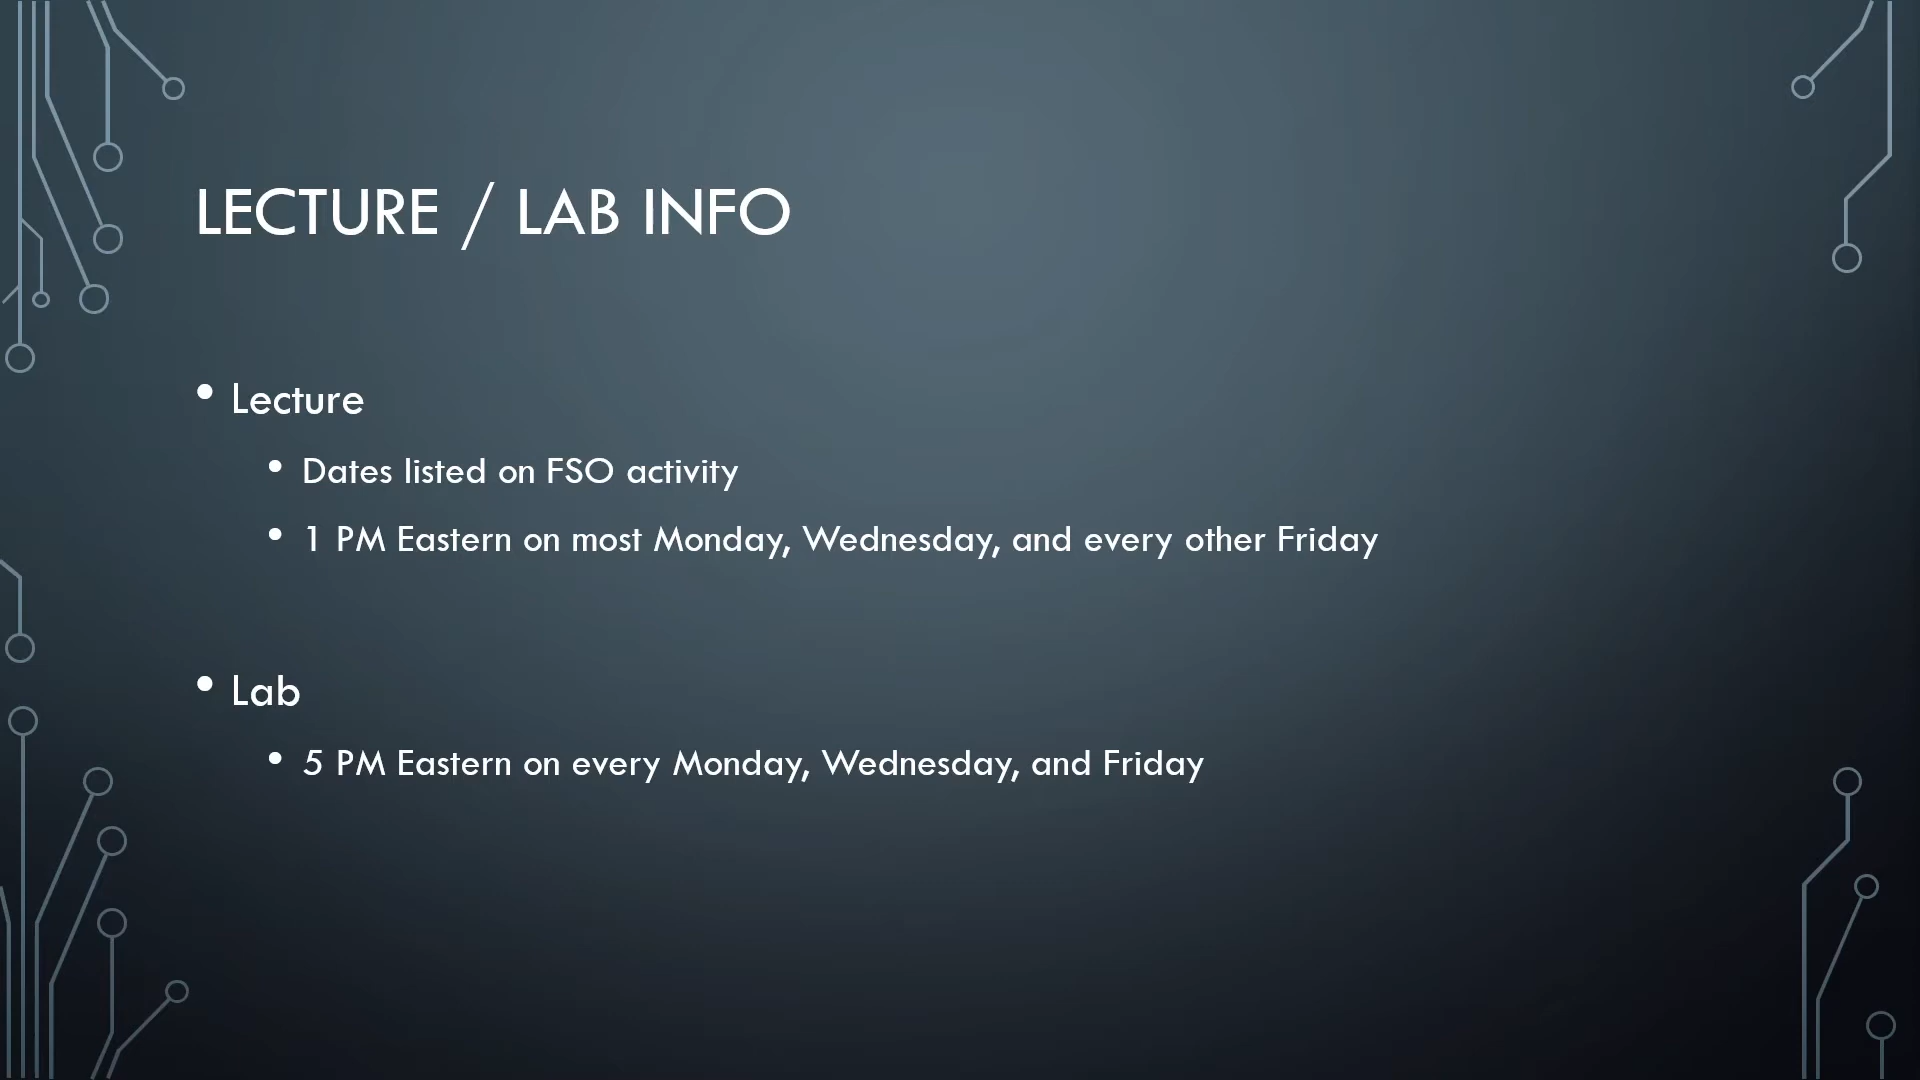 LECTURE / LAB INFO
• Lecture
• Dates listed on FSO activity
• 1 PM Eastern on most Monday, Wednesday, and every other Friday
• Lab
• 5 PM Eastern on every Monday, Wednesday, and Friday